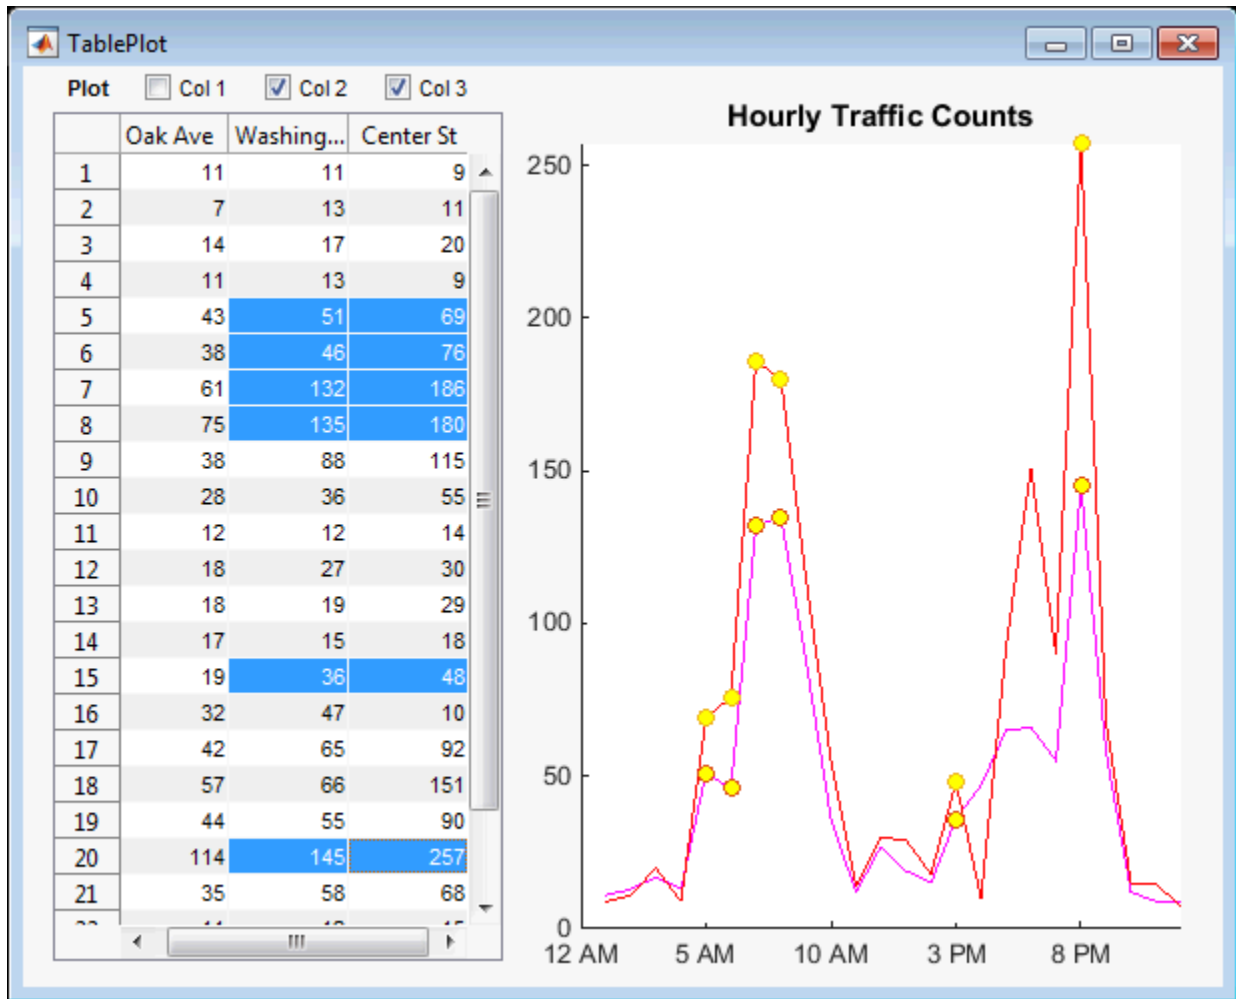 TablePlot
Plot Col 1 Col 2 Col 3
Oak Ave Washing... Center St
1 11 11 9
2 7 13 11
3 14 17 20
4 11 13 9
5 43 51 69
6 38 46 76
7 61 132 186
8 75 135 180
9 38 88 115
10 28 36 55
11 12 12 14
12 18 27 30
13 18 19 29
14 17 15 18
15 19 36 48
16 32 47 10
17 42 65 92
18 57 66 151
19 44 55 90
20 114 145 257
21 35 58 68
Hourly Traffic Counts
250
200
150
100
50
0
12 AM 5 AM 10 AM 3 PM 8 PM